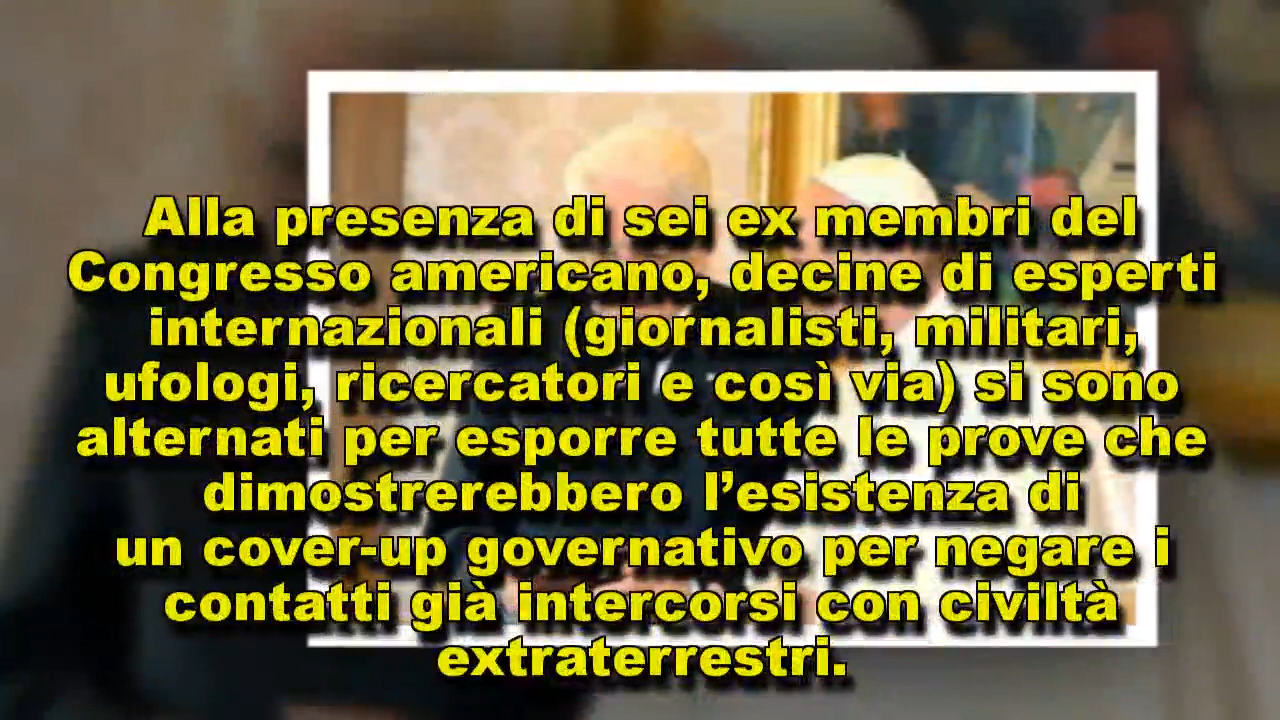 Alla presenza di sei ex membri del
Congresso americano, decine di esperti
internazionali (giornalisti, militari,
ufologi, ricercatori e così via) si sono
alternati per esporre tutte le prove che
dimostrerebbero l’esistenza di
un cover-up governativo per negare i
contatti già intercorsi con civiltà
extraterrestri.